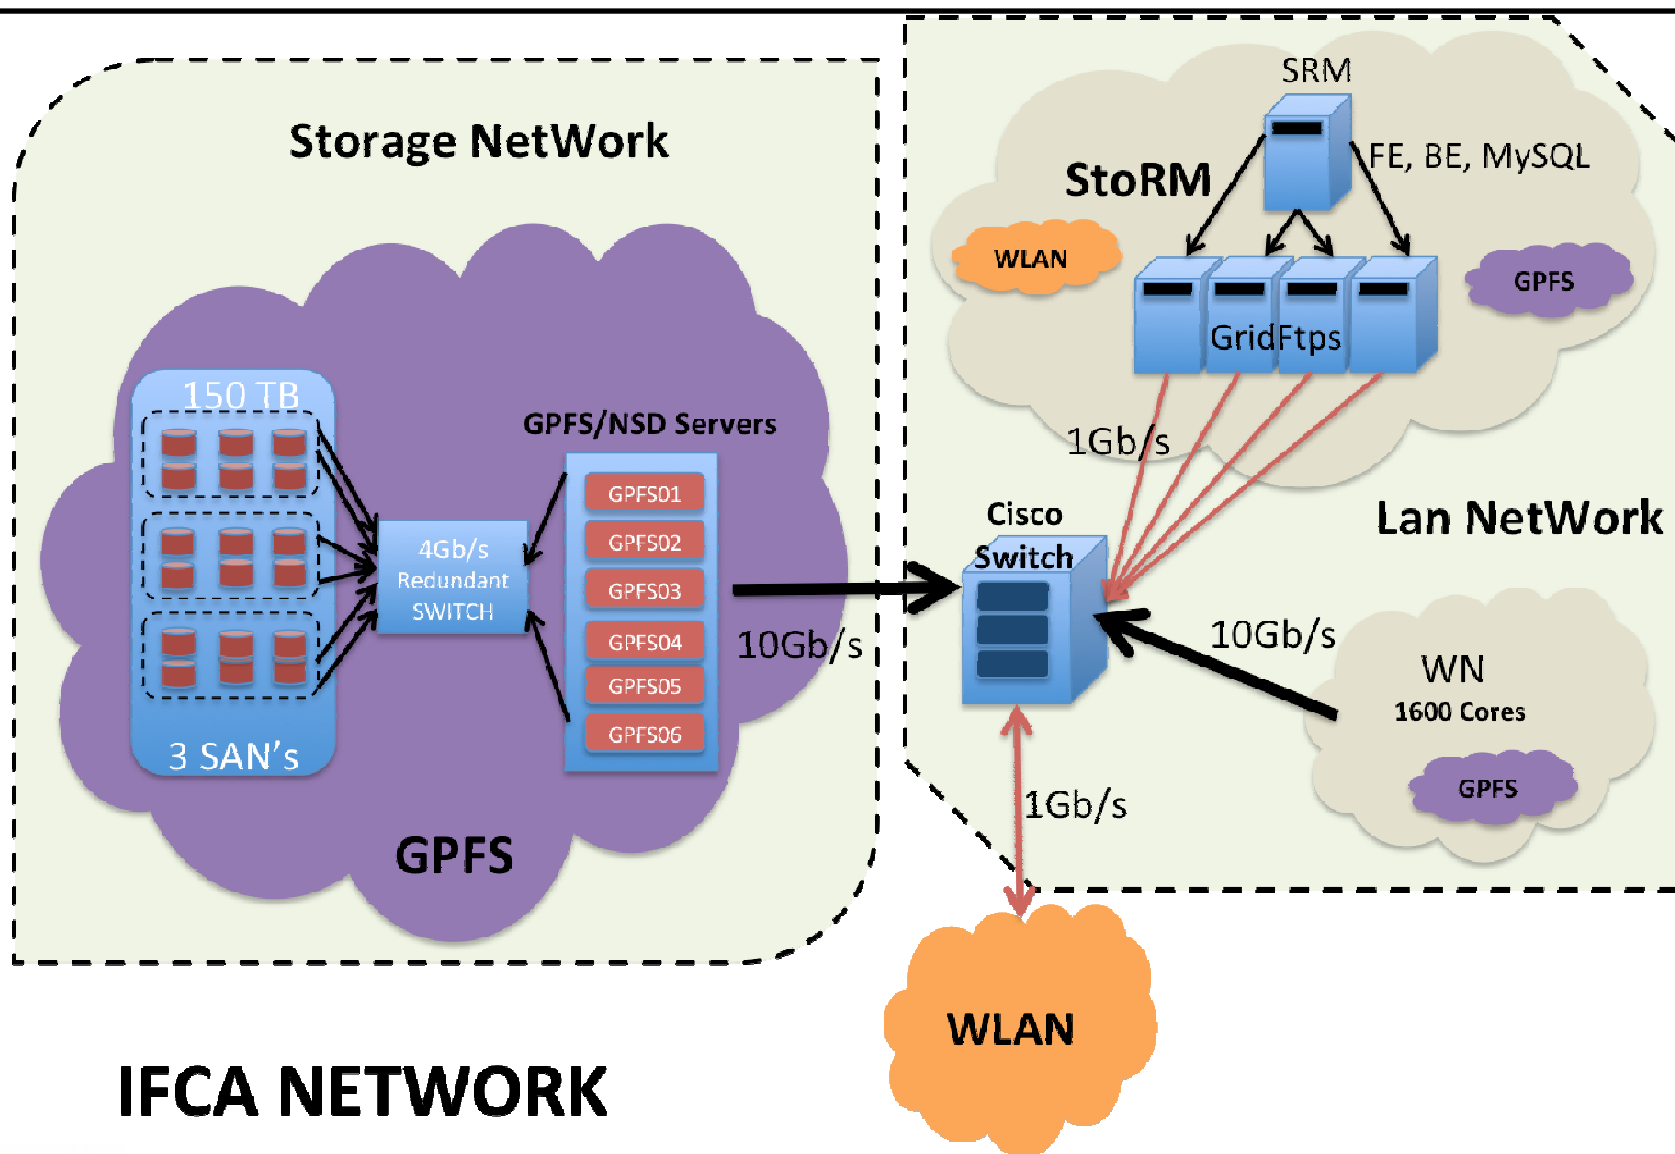 Storage NetWork
150 TB
3 SAN's
4Gb/s
Redundant
SWITCH
GPFS/NSD Servers
GPFS01
GPFS02
GPFS03
GPFS04
GPFS05
GPFS06
10Gb/s
GPFS
SRM
FE, BE, MySQL
StoRM
WLAN
GPFS
GridFtps
1Gb/s
Cisco
Switch
Lan NetWork
10Gb/s
WN
1600 Cores
GPFS
1Gb/s
WLAN
IFCA NETWORK